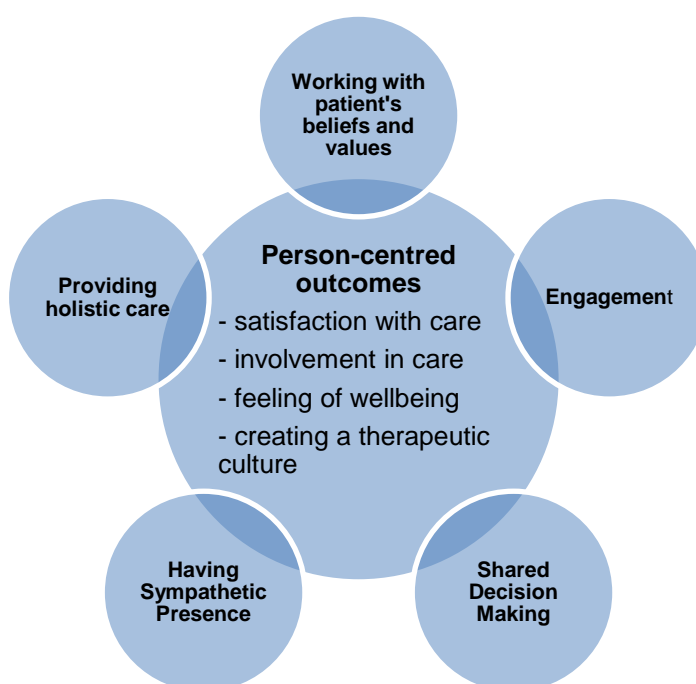 Working with
patient's
beliefs and
values
Providing
holistic care
Person-centred
outcomes
- satisfaction with care
- involvement in care
- feeling of wellbeing
- creating a therapeutic
culture
Engagement
Having
Sympathetic
Presence
Shared
Decision
Making